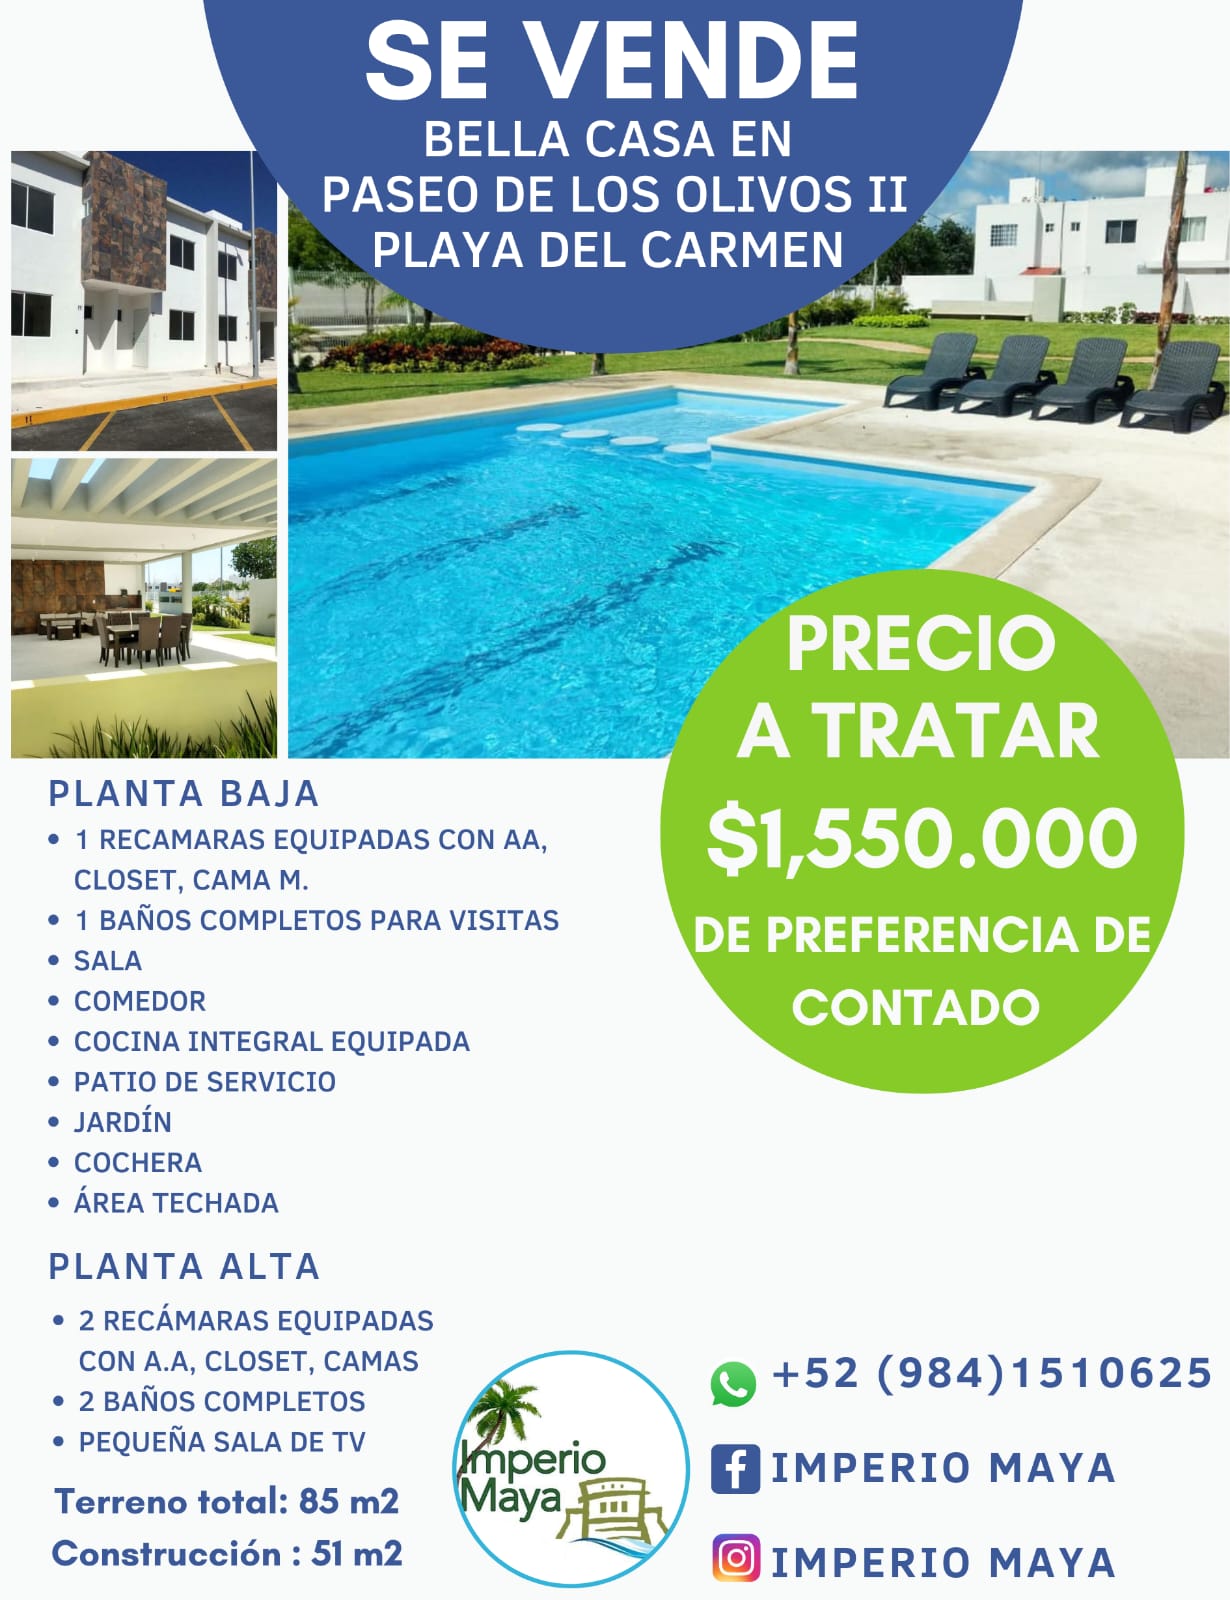 SE VENDE
BELLA CASA EN
PASEO DE LOS OLIVOS II
PLAYA DEL CARMEN
PRECIO
A TRATAR
$1,550.000
DE PREFERENCIA DE
CONTADO
PLANTA BAJA
• 1 RECAMARAS EQUIPADAS CON AA,
CLOSET, CAMA M.
• 1 BAÑOS COMPLETOS PARA VISITAS
• SALA
• COMEDOR
• COCINA INTEGRAL EQUIPADA
• PATIO DE SERVICIO
• JARDÍN
• COCHERA
• ÁREA TECHADA
PLANTA ALTA
• 2 RECÁMARAS EQUIPADAS
CON A.A, CLOSET, CAMAS
• 2 BAÑOS COMPLETOS
• PEQUEÑA SALA DE TV
Terreno total: 85 m2
Construcción : 51 m2
Imperio
Maya
+52 (984)1510625
IMPERIO MAYA
IMPERIO MAYA